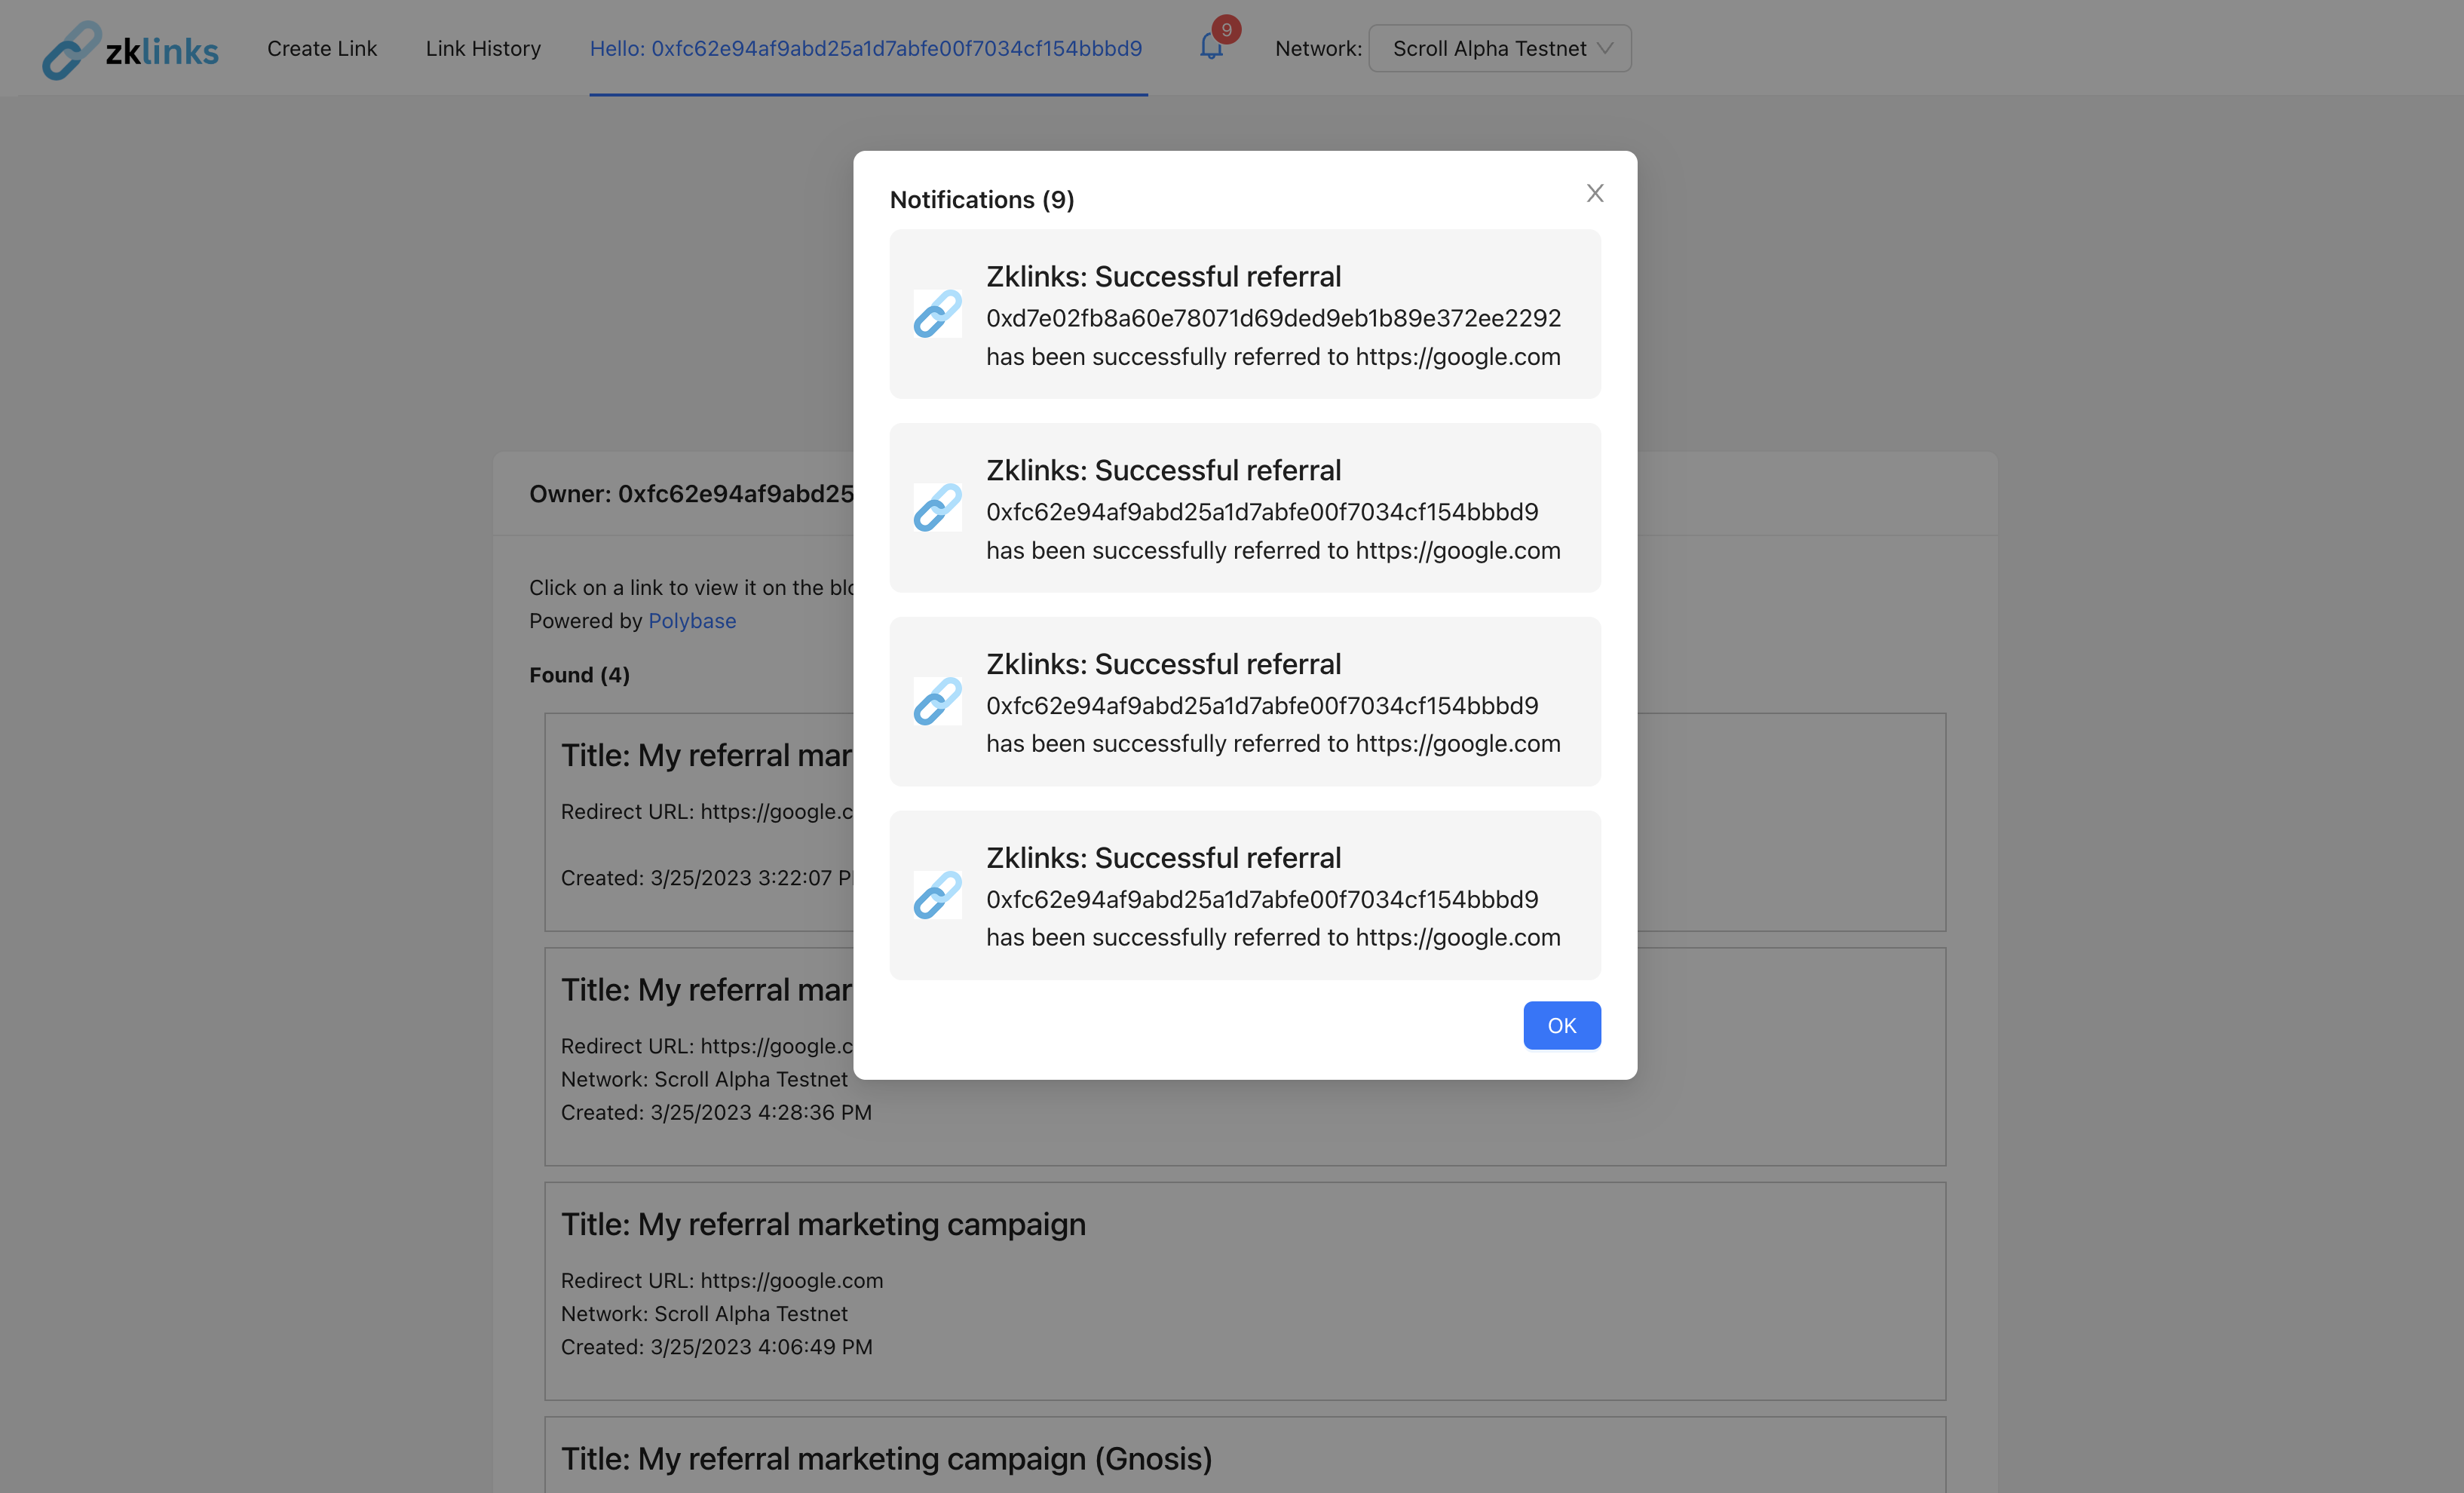 zklinks
Create Link
Link History
Hello: 0xfc62e94af9abd25a1d7abfe00f7034cf154bbbd9
9
Network:
Scroll Alpha Testnet
Notifications (9)
Zklinks: Successful referral
0xd7e02fb8a60e78071d69ded9eb1b89e372ee2292
has been successfully referred to https://google.com
Zklinks: Successful referral
0xfc62e94af9abd25a1d7abfe00f7034cf154bbbd9
has been successfully referred to https://google.com
Zklinks: Successful referral
0xfc62e94af9abd25a1d7abfe00f7034cf154bbbd9
has been successfully referred to https://google.com
Zklinks: Successful referral
0xfc62e94af9abd25a1d7abfe00f7034cf154bbbd9
has been successfully referred to https://google.com
OK
Owner: 0xfc62e94af9abd25
Click on a link to view it on the
Powered by Polybase
Found (4)
Title: My referral mar
Redirect URL: https://google.c
Created: 3/25/2023 3:22:07 P
Title: My referral mar
Redirect URL: https://google.c
Network: Scroll Alpha Testnet
Created: 3/25/2023 4:28:36 PM
Title: My referral marketing campaign
Redirect URL: https://google.com
Network: Scroll Alpha Testnet
Created: 3/25/2023 4:06:49 PM
Title: My referral marketing campaign (Gnosis)